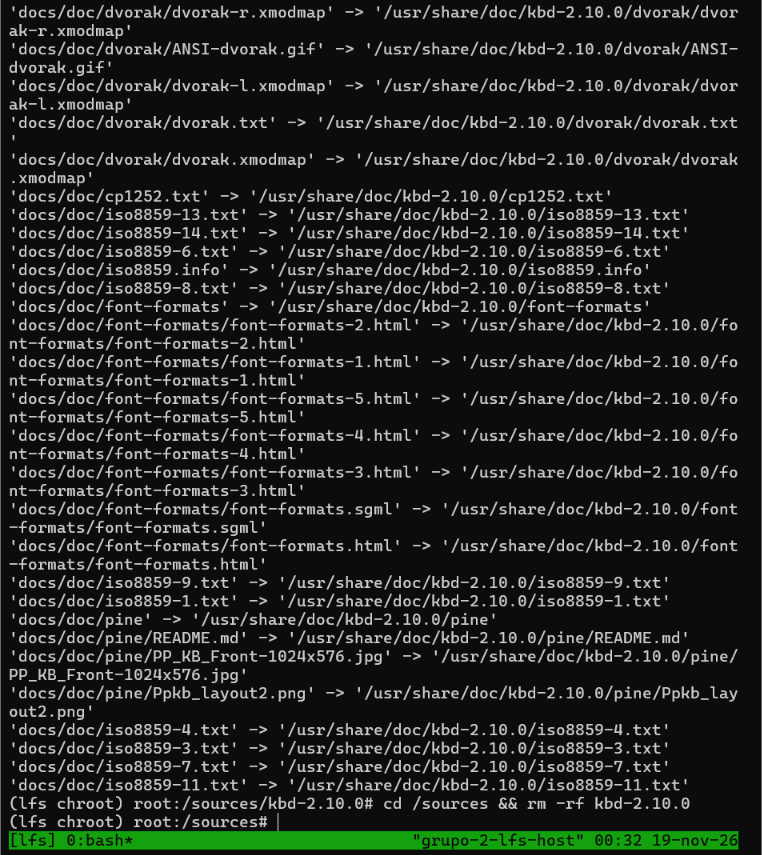 'docs/doc/dvorak/dvorak-r.xmodmap' -> '/usr/share/doc/kbd-2.10.0/dvorak/dvor
ak-r.xmodmap'
'docs/doc/dvorak/ANSI-dvorak.gif' -> '/usr/share/doc/kbd-2.10.0/dvorak/ANSI-
dvorak.gif'
'docs/doc/dvorak/dvorak-l.xmodmap' -> '/usr/share/doc/kbd-2.10.0/dvorak/dvor
ak-l.xmodmap'
'docs/doc/dvorak/dvorak.txt' -> '/usr/share/doc/kbd-2.10.0/dvorak/dvorak.txt
'
'docs/doc/dvorak/dvorak.xmodmap' -> '/usr/share/doc/kbd-2.10.0/dvorak/dvorak
.xmodmap'
'docs/doc/cp1252.txt' -> '/usr/share/doc/kbd-2.10.0/cp1252.txt'
'docs/doc/iso8859-13.txt' -> '/usr/share/doc/kbd-2.10.0/iso8859-13.txt'
'docs/doc/iso8859-14.txt' -> '/usr/share/doc/kbd-2.10.0/iso8859-14.txt'
'docs/doc/iso8859-6.txt' -> '/usr/share/doc/kbd-2.10.0/iso8859-6.txt'
'docs/doc/iso8859.info' -> '/usr/share/doc/kbd-2.10.0/iso8859.info'
'docs/doc/iso8859-8.txt' -> '/usr/share/doc/kbd-2.10.0/iso8859-8.txt'
'docs/doc/font-formats' -> '/usr/share/doc/kbd-2.10.0/font-formats'
'docs/doc/font-formats/font-formats-2.html' -> '/usr/share/doc/kbd-2.10.0/fo
nt-formats/font-formats-2.html'
'docs/doc/font-formats/font-formats-1.html' -> '/usr/share/doc/kbd-2.10.0/fo
nt-formats/font-formats-1.html'
'docs/doc/font-formats/font-formats-5.html' -> '/usr/share/doc/kbd-2.10.0/fo
nt-formats/font-formats-5.html'
'docs/doc/font-formats/font-formats-4.html' -> '/usr/share/doc/kbd-2.10.0/fo
nt-formats/font-formats-4.html'
'docs/doc/font-formats/font-formats-3.html' -> '/usr/share/doc/kbd-2.10.0/fo
nt-formats/font-formats-3.html'
'docs/doc/font-formats/font-formats.sgml' -> '/usr/share/doc/kbd-2.10.0/font
-formats/font-formats.sgml'
'docs/doc/font-formats/font-formats.html' -> '/usr/share/doc/kbd-2.10.0/font
-formats/font-formats.html'
'docs/doc/iso8859-9.txt' -> '/usr/share/doc/kbd-2.10.0/iso8859-9.txt'
'docs/doc/iso8859-1.txt' -> '/usr/share/doc/kbd-2.10.0/iso8859-1.txt'
'docs/doc/pine' -> '/usr/share/doc/kbd-2.10.0/pine'
'docs/doc/pine/README.md' -> '/usr/share/doc/kbd-2.10.0/pine/README.md'
'docs/doc/pine/PP_KB_Front-1024x576.jpg' -> '/usr/share/doc/kbd-2.10.0/pine/
PP_KB_Front-1024x576.jpg'
'docs/doc/pine/Ppkb_layout2.png' -> '/usr/share/doc/kbd-2.10.0/pine/Ppkb_lay
out2.png'
'docs/doc/iso8859-4.txt' -> '/usr/share/doc/kbd-2.10.0/iso8859-4.txt'
'docs/doc/iso8859-3.txt' -> '/usr/share/doc/kbd-2.10.0/iso8859-3.txt'
'docs/doc/iso8859-7.txt' -> '/usr/share/doc/kbd-2.10.0/iso8859-7.txt'
'docs/doc/iso8859-11.txt' -> '/usr/share/doc/kbd-2.10.0/iso8859-11.txt'
(lfs chroot) root:/sources/kbd-2.10.0# cd /sources && rm -rf kbd-2.10.0
(lfs chroot) root:/sources#
[lfs] 0:bash* "grupo-2-lfs-host" 00:32 19-nov-26